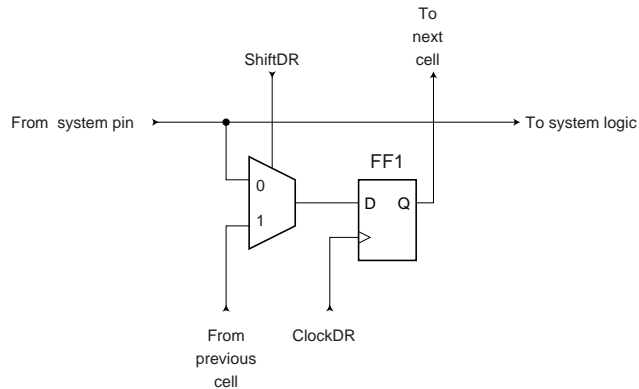 To
next
cell
ShiftDR
From system pin
To system logic
FF1
0
D Q
1
From
previous
cell
ClockDR